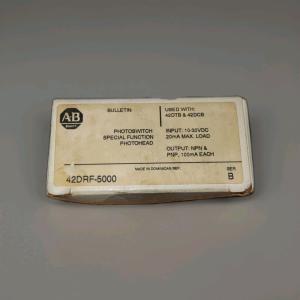 AB
BULLETIN
PHOTOSWITCH
SPECIAL FUNCTION
PHOTOHEAD
USED WITH:
42DTB & 42DCB
INPUT: 10-30VDC
20mA MAX. LOAD
OUTPUT: NPN &
PNP, 100mA EACH
MADE IN DOMINICAN REP.
42DRF-5000
SER
B